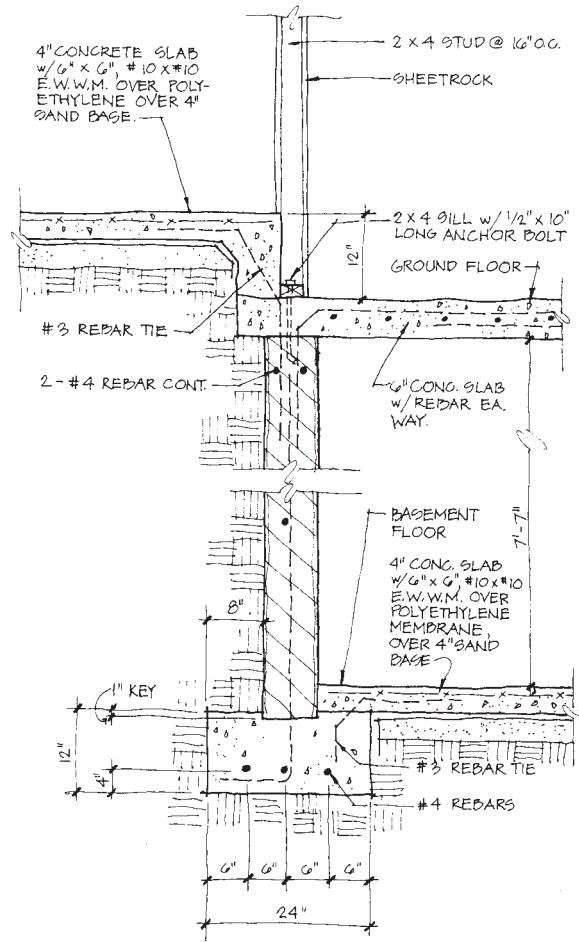 4" CONCRETE SLAB
w/6" x 6", #10 x #10
E.W.W.M. OVER POLY-
ETHYLENE OVER 4"
SAND BASE.
2 x 4 STUD @ 16" O.C.
SHEETROCK
2 x 4 SILL w/ 1/2" x 10"
LONG ANCHOR BOLT
12"
GROUND FLOOR
#3 REBAR TIE
2 - #4 REBAR CONT.
6" CONC. SLAB
w/ REBAR EA.
WAY.
BASEMENT
FLOOR
7'-7"
4" CONC. SLAB
w/6" x 6", #10 x #10
E.W.W.M. OVER
POLYETHYLENE
MEMBRANE,
OVER 4" SAND
BASE
8"
1" KEY
12"
4"
#3 REBAR TIE
#4 REBARS
6" 6" 6" 6"
24"